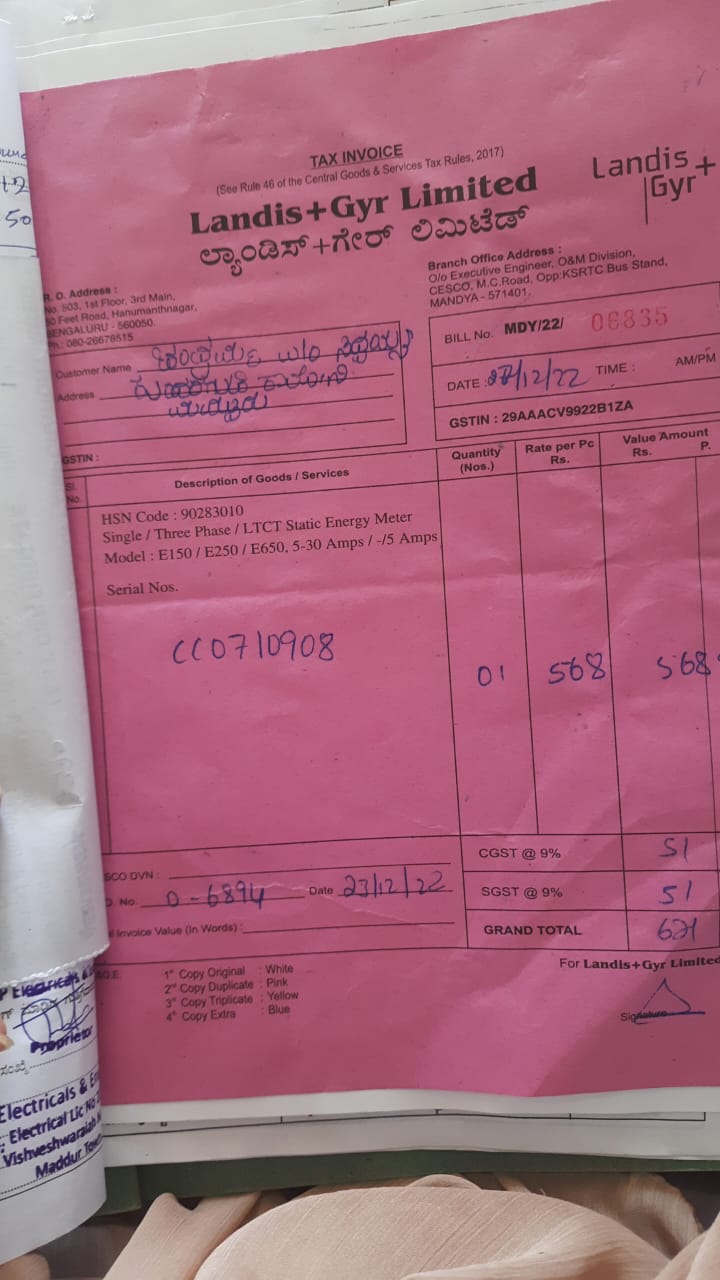 TAX INVOICE
(See Rule 46 of the Central Goods & Services Tax Rules, 2017)
Landis+Gyr Limited
ಲ್ಯಾಂಡಿಸ್+ಗೇರ್ ಲಿಮಿಟೆಡ್
Landis+
Gyr
R. O. Address :
No. 503, 1st Floor, 3rd Main,
Feet Road, Hanumanthnagar,
BENGALURU - 560050.
Ph.: 080-26678515
Branch Office Address :
O/o Executive Engineer, O&M Division,
CESCO, M.C.Road, Opp:KSRTC Bus Stand,
MANDYA - 571401.
Customer Name
Address
GSTIN :
BILL No. MDY/22/ 06835
DATE : 27/12/22 TIME : AM/PM
GSTIN : 29AAACV9922B1ZA
Sl. No. Description of Goods / Services Quantity (Nos.) Rate per Pc Rs. Value Amount Rs. P.
HSN Code : 90283010
Single / Three Phase / LTCT Static Energy Meter
Model : E150 / E250 / E650, 5-30 Amps / -/5 Amps
Serial Nos.
CC0710908 01 568 568
CGST @ 9% 51
SGST @ 9% 51
SCO DVN :
No. 0-6894 Date 23/12/22
Invoice Value (In Words) :
GRAND TOTAL 671
1st Copy Original : White
2nd Copy Duplicate : Pink
3rd Copy Triplicate : Yellow
4th Copy Extra : Blue
For Landis+Gyr Limited
Signature
50
Electricals &
Proprietor
ಸಂಖ್ಯೆ
Electricals &
Electrical Lic No
Vishveshwaraiah
Maddur